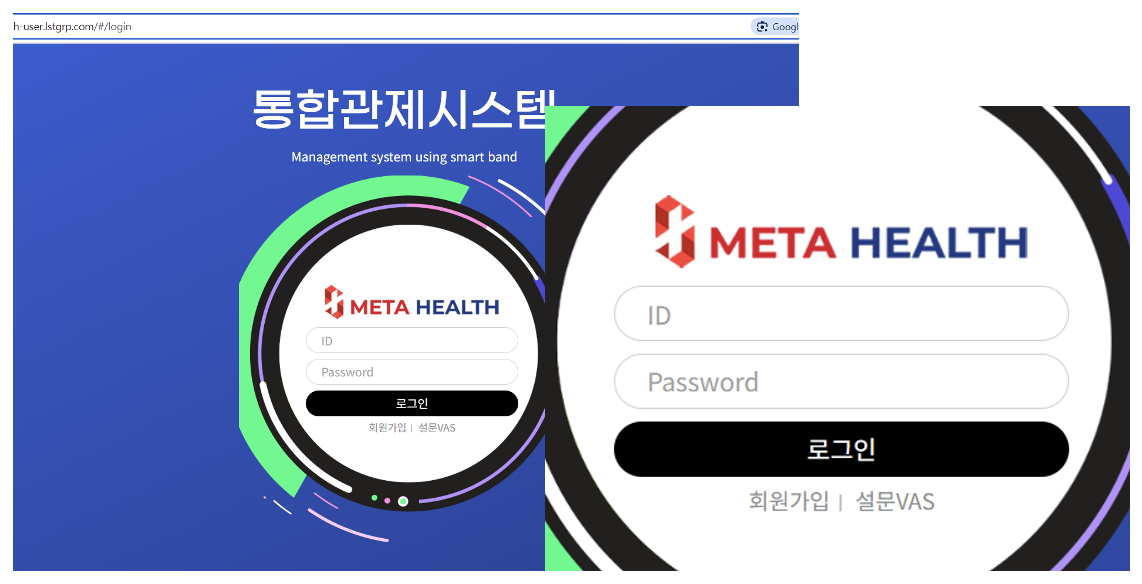 h-user.lstgrp.com/#/login
Googl
통합관제시스템
Management system using smart band
META HEALTH
ID
Password
로그인
회원가입 | 설문VAS
META HEALTH
ID
Password
로그인
회원가입 | 설문VAS